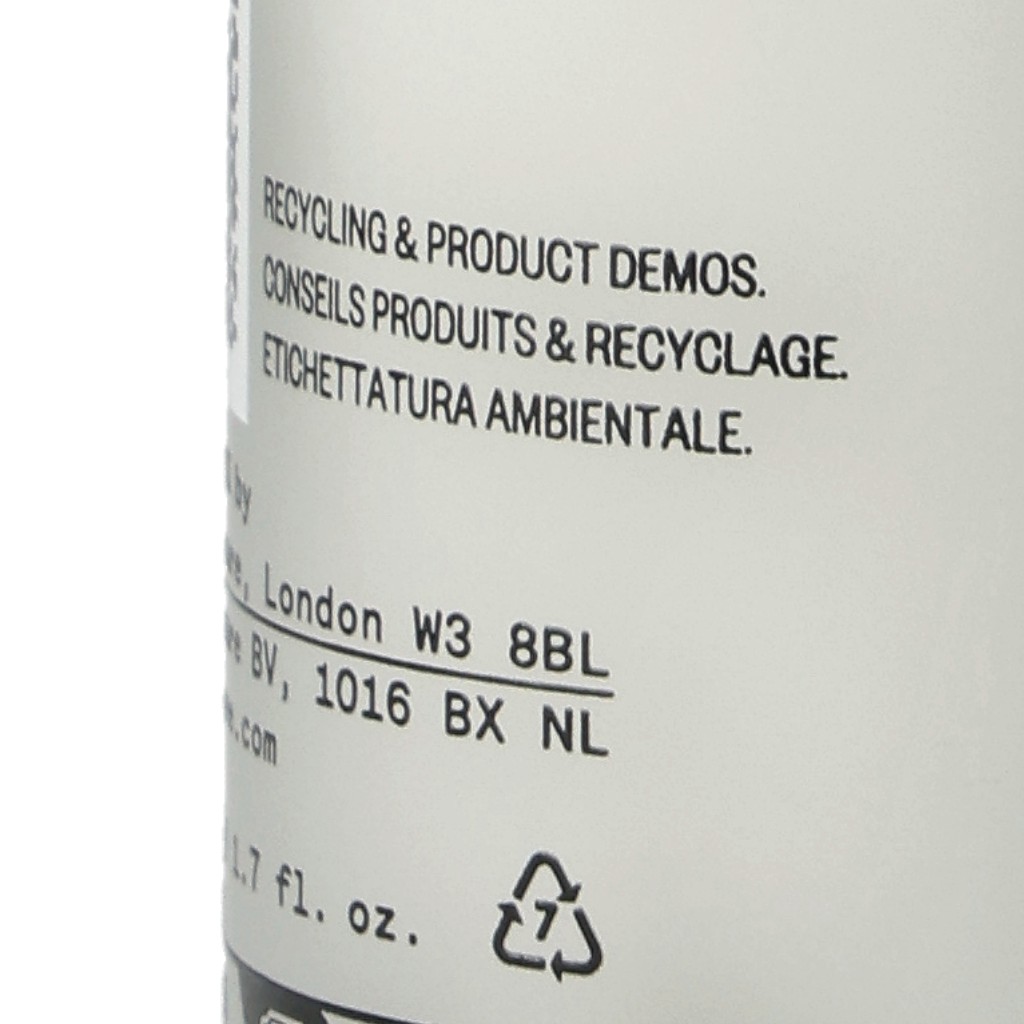 RECYCLING & PRODUCT DEMOS.
CONSEILS PRODUITS & RECYCLAGE.
ETICHETTATURA AMBIENTALE.
by
London W3 8BL
BV, 1016 BX NL
.com
1.7 fl. oz.
7